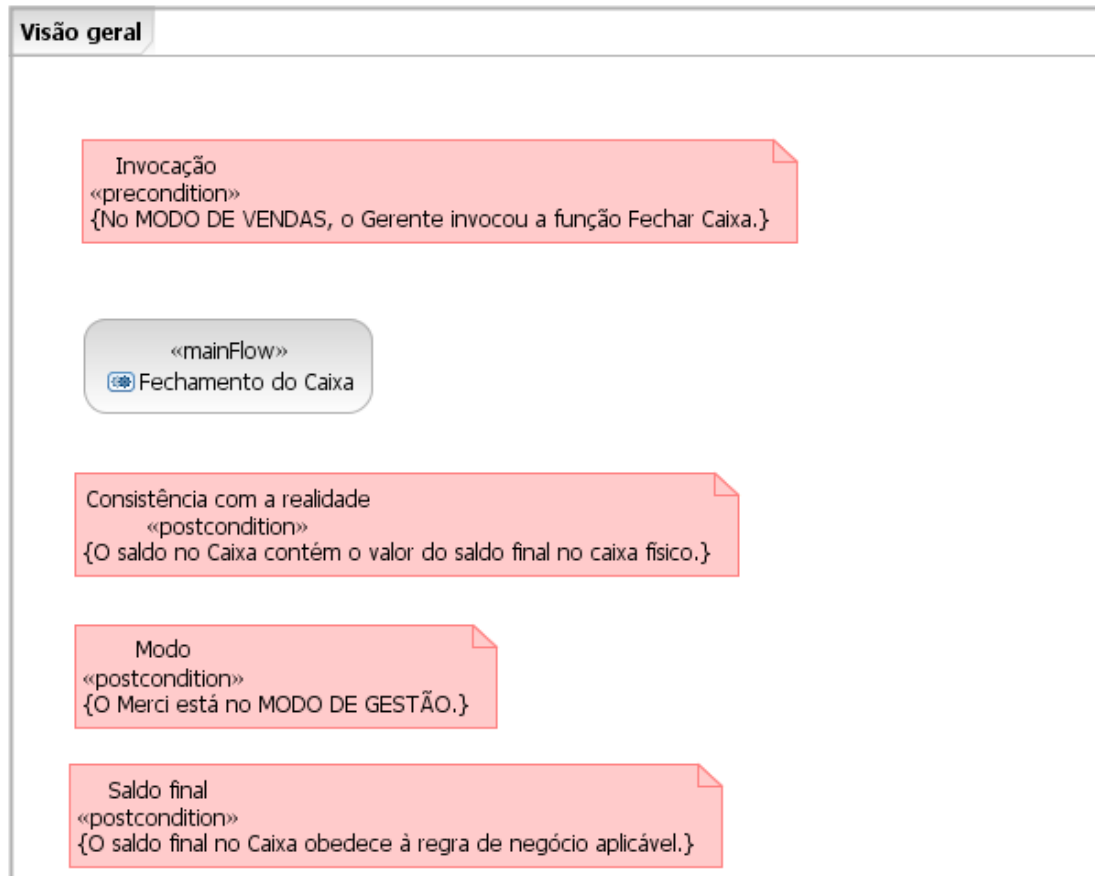 Visão geral
Invocação
«precondition»
{No MODO DE VENDAS, o Gerente invocou a função Fechar Caixa.}
«mainFlow»
Fechamento do Caixa
Consistência com a realidade
«postcondition»
{O saldo no Caixa contém o valor do saldo final no caixa físico.}
Modo
«postcondition»
{O Merci está no MODO DE GESTÃO.}
Saldo final
«postcondition»
{O saldo final no Caixa obedece à regra de negócio aplicável.}